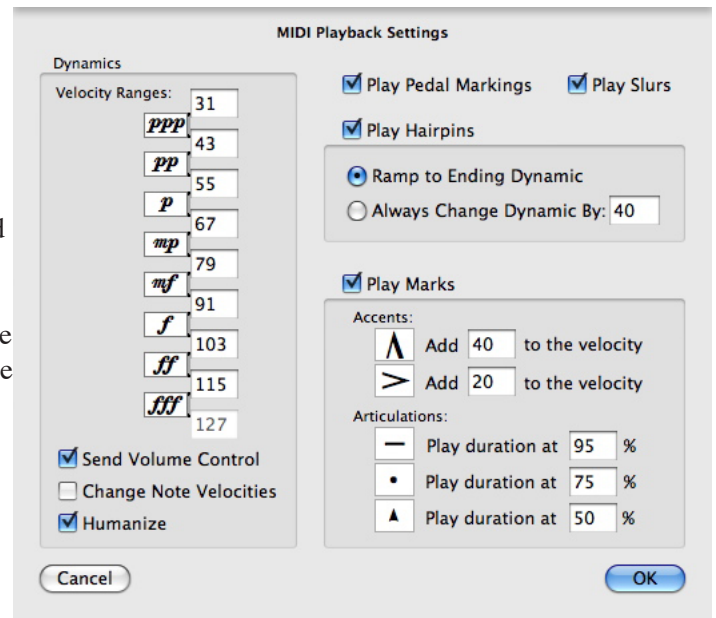 MIDI Playback Settings
Dynamics
Velocity Ranges:
31
ppp
43
pp
55
p
67
mp
79
mf
91
f
103
ff
115
fff
127
Send Volume Control
Change Note Velocities
Humanize
Play Pedal Markings Play Slurs
Play Hairpins
Ramp to Ending Dynamic
Always Change Dynamic By: 40
Play Marks
Accents:
Add 40 to the velocity
Add 20 to the velocity
Articulations:
Play duration at 95 %
Play duration at 75 %
Play duration at 50 %
Cancel OK